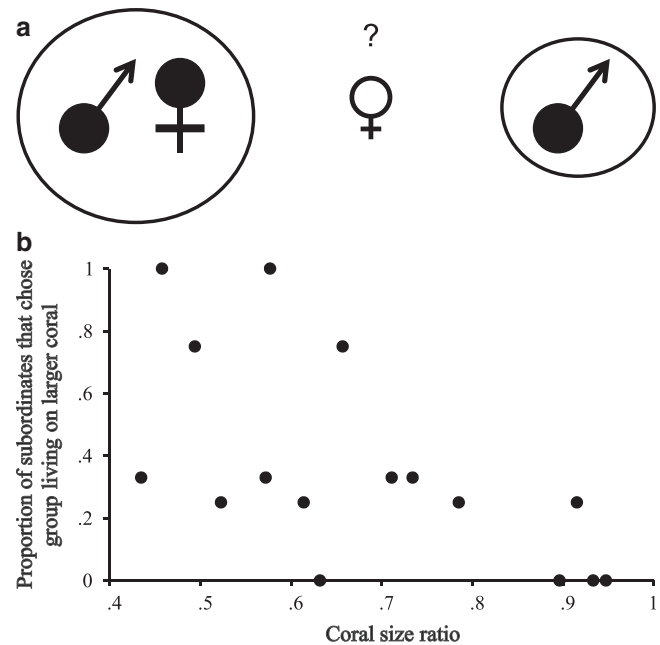 a
?
b
Proportion of subordinates that chose
group living on larger coral
1
.8
.6
.4
.2
0
.4 .5 .6 .7 .8 .9 1
Coral size ratio